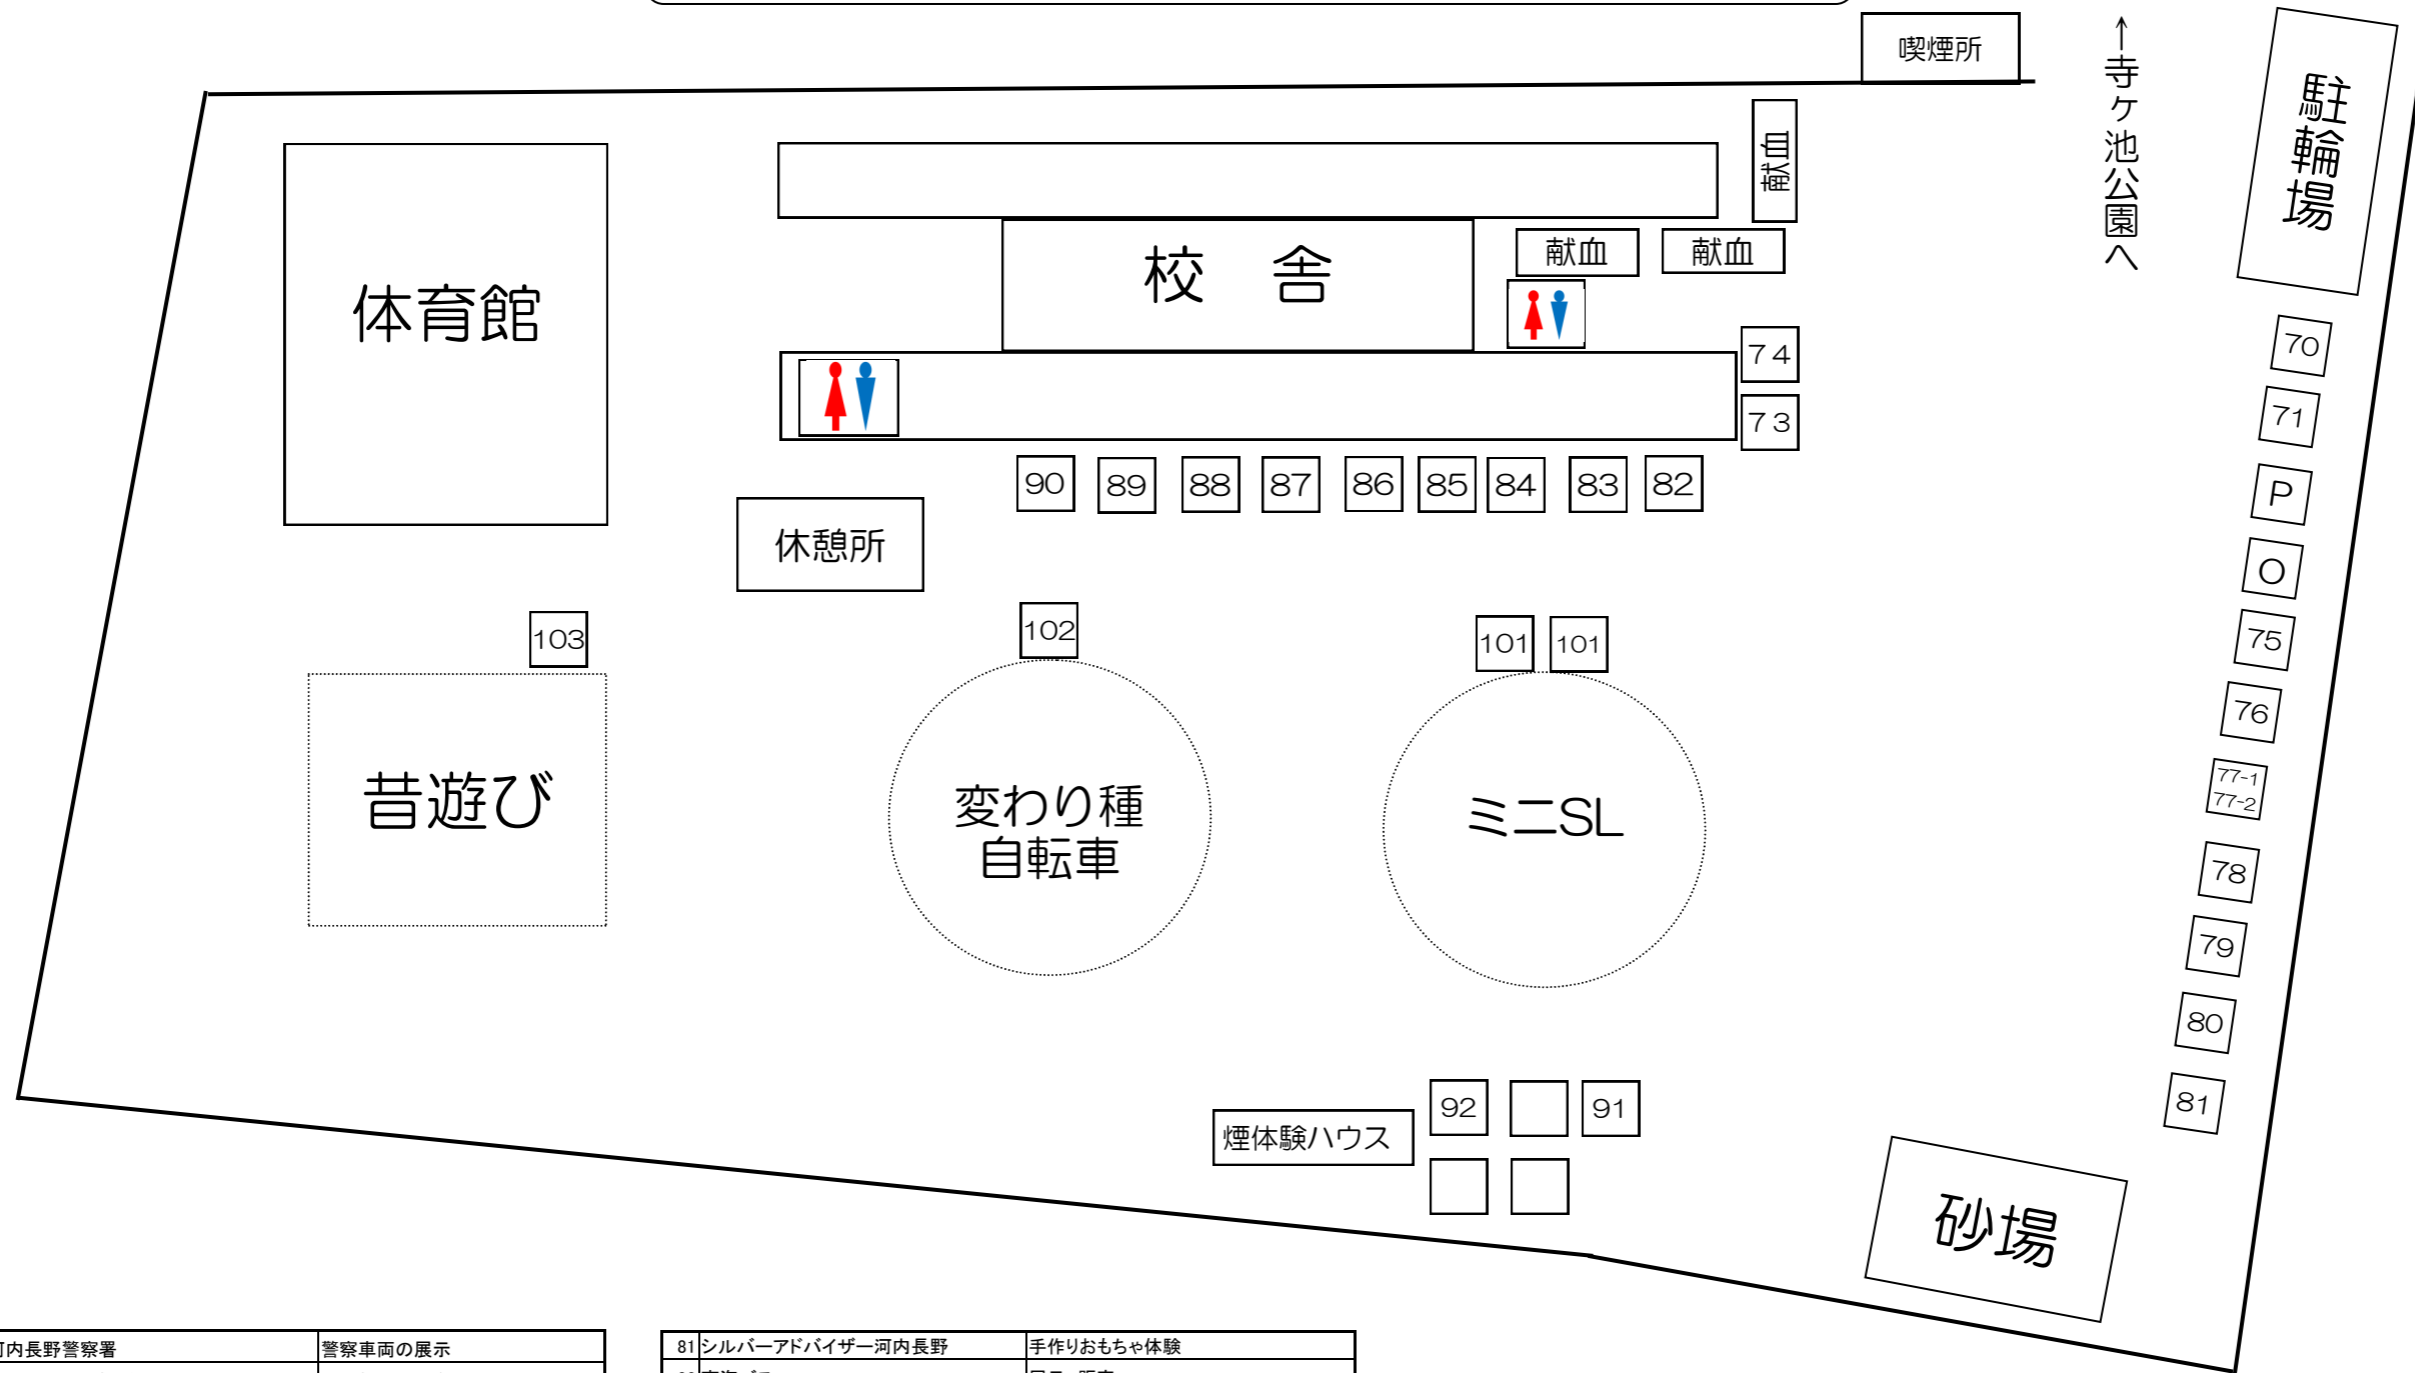 喫煙所
←寺ヶ池公園へ
駐輪場
献血
校　舎
献血
献血
体育館
70
74
71
73
90
89
88
87
86
85
84
83
82
P
休憩所
O
103
102
101
101
75
76
77-1
77-2
昔遊び
変わり種
自転車
ミニSL
78
79
80
92
91
81
煙体験ハウス
砂場
内長野警察署
警察車両の展示
81
シルバーアドバイザー河内長野
手作りおもちゃ体験